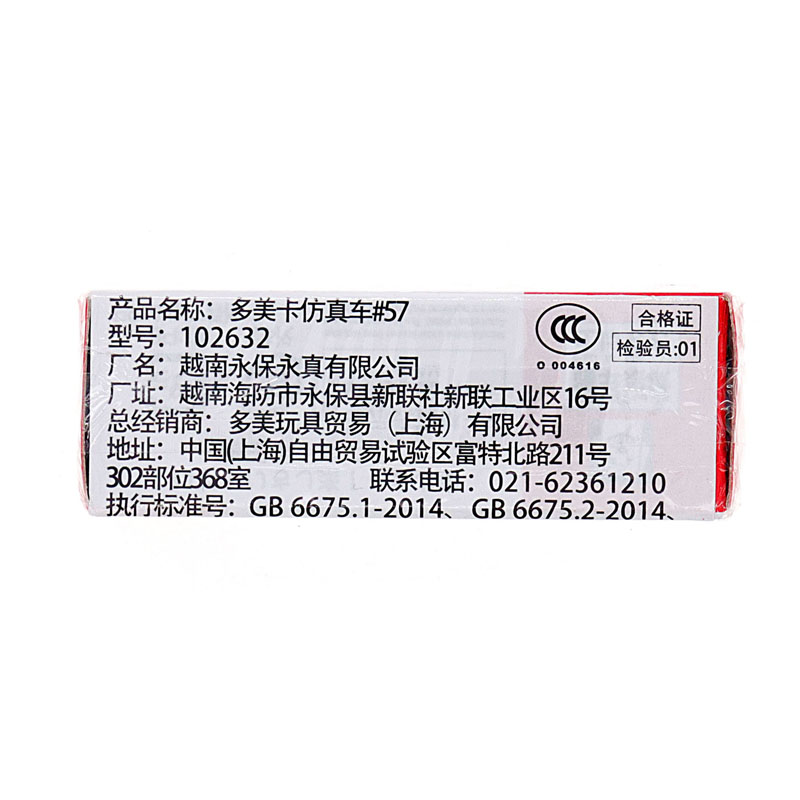 产品名称：多美卡仿真车#57
型号：102632
厂名：越南永保永真有限公司
厂址：越南海防市永保县新联社新联工业区16号
总经销商：多美玩具贸易（上海）有限公司
地址：中国(上海)自由贸易试验区富特北路211号
302部位368室 联系电话：021-62361210
执行标准号：GB 6675.1-2014、GB 6675.2-2014、
CCC
O 004616
合格证
检验员:01